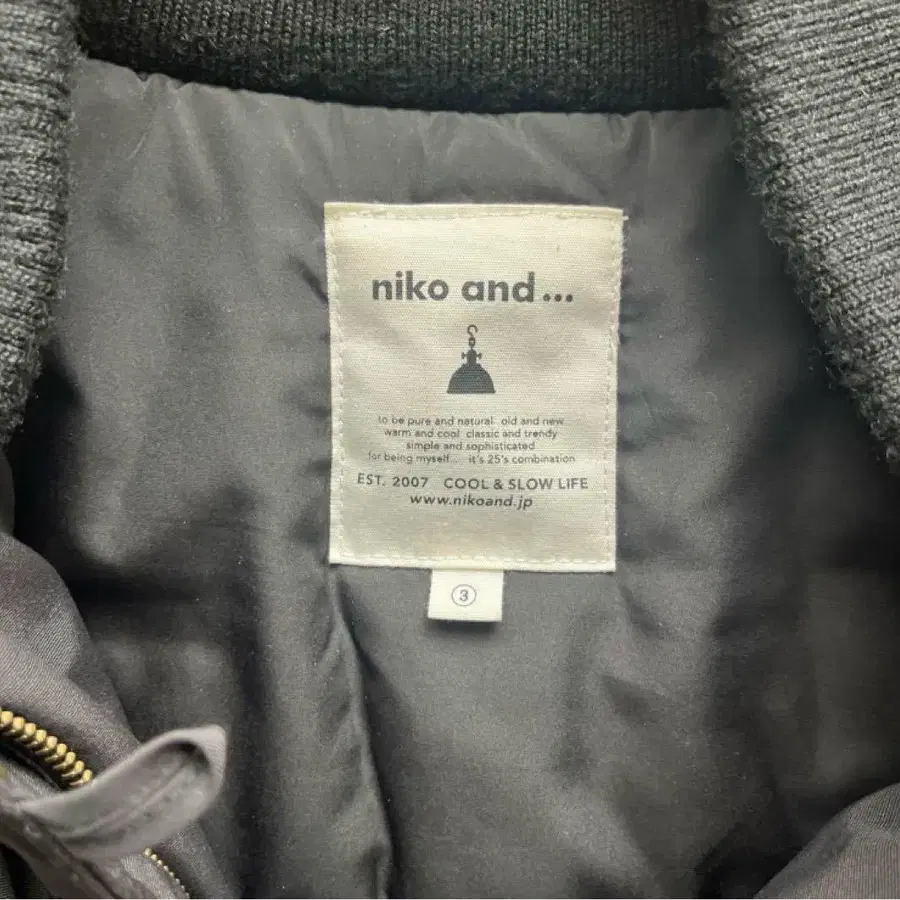 niko and...
to be pure and natural old and new
warm and cool classic and trendy
simple and sophisticated
for being myself... it's 25's combination
EST. 2007 COOL & SLOW LIFE
www.nikoand.jp
③